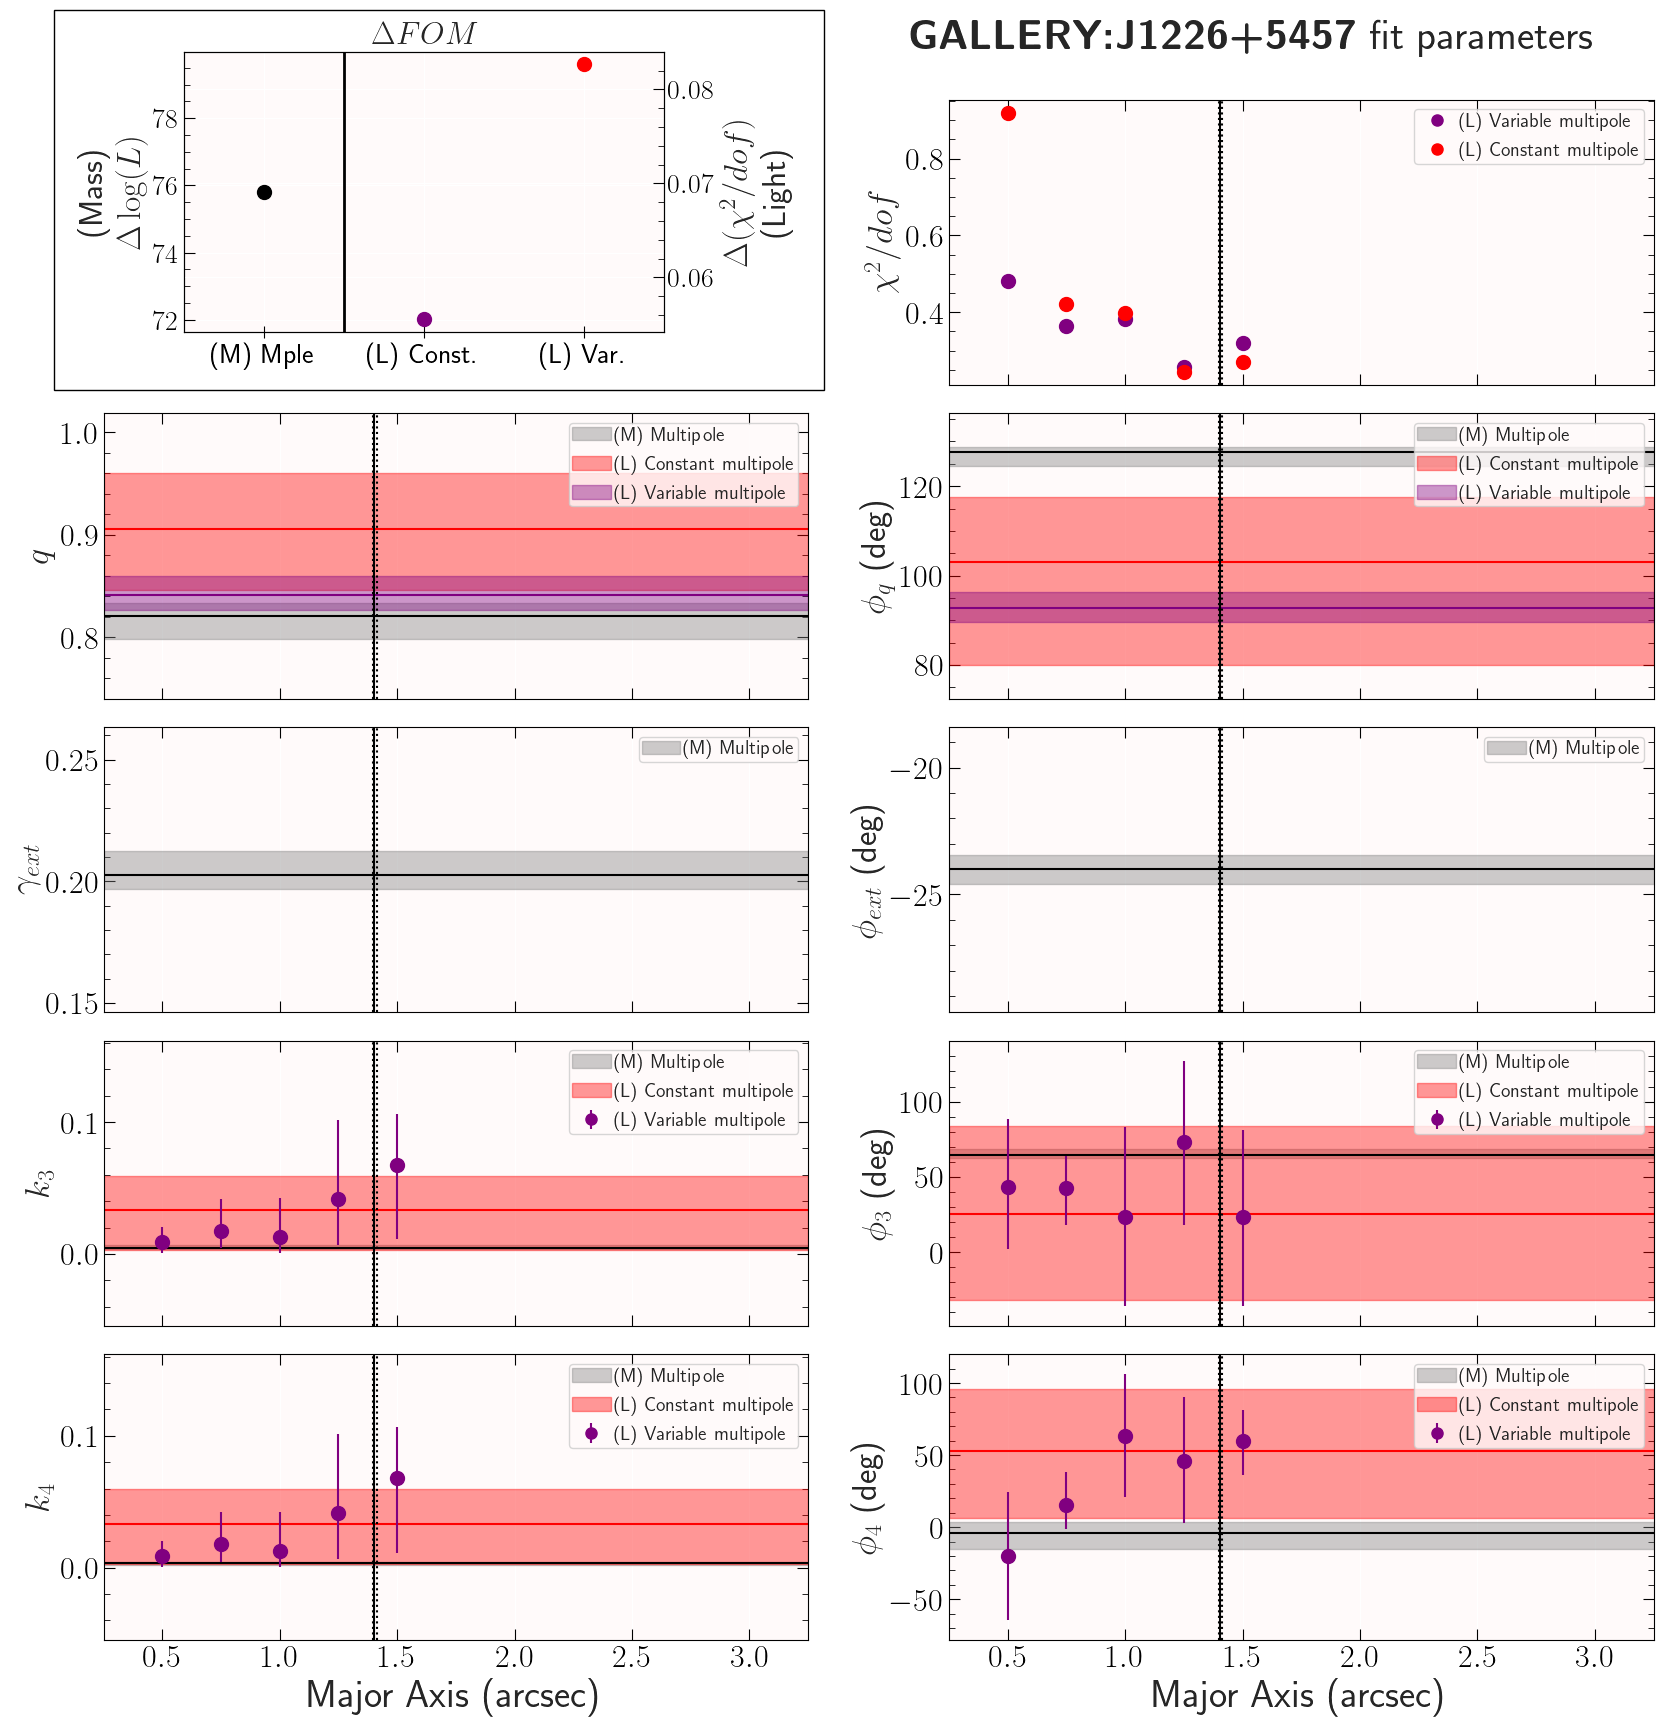 ΔFOM
GALLERY:J1226+5457 fit parameters
(Mass)
Δ log(L)
78
76
74
72
0.08
0.07
0.06
Δ(χ²/dof)
(Light)
(M) Mple
(L) Const.
(L) Var.
χ²/dof
0.8
0.6
0.4
(L) Variable multipole
(L) Constant multipole
q
1.0
0.9
0.8
(M) Multipole
(L) Constant multipole
(L) Variable multipole
ϕ_q (deg)
120
100
80
(M) Multipole
(L) Constant multipole
(L) Variable multipole
γ_ext
0.25
0.20
0.15
(M) Multipole
ϕ_ext (deg)
−20
−25
(M) Multipole
k₃
0.1
0.0
(M) Multipole
(L) Constant multipole
(L) Variable multipole
ϕ₃ (deg)
100
50
0
(M) Multipole
(L) Constant multipole
(L) Variable multipole
k₄
0.1
0.0
(M) Multipole
(L) Constant multipole
(L) Variable multipole
0.5 1.0 1.5 2.0 2.5 3.0
Major Axis (arcsec)
ϕ₄ (deg)
100
50
0
−50
(M) Multipole
(L) Constant multipole
(L) Variable multipole
0.5 1.0 1.5 2.0 2.5 3.0
Major Axis (arcsec)